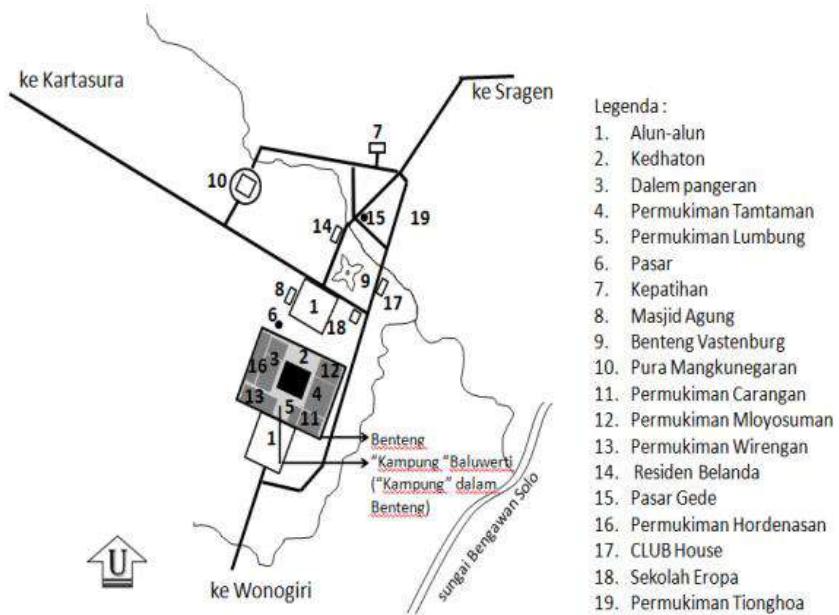 ke Kartasura
ke Sragen
7
10
15
19
14
9
8
1
17
18
6
3
2
16
12
4
13
5
11
1
Benteng
"Kampung "Baluwerti
("Kampung" dalam
Benteng)
sungai Bengawan Solo
U
ke Wonogiri
Legenda :
1. Alun-alun
2. Kedhaton
3. Dalem pangeran
4. Permukiman Tamtaman
5. Permukiman Lumbung
6. Pasar
7. Kepatihan
8. Masjid Agung
9. Benteng Vastenburg
10. Pura Mangkunegaran
11. Permukiman Carangan
12. Permukiman Mloyosuman
13. Permukiman Wirengan
14. Residen Belanda
15. Pasar Gede
16. Permukiman Hordenasan
17. CLUB House
18. Sekolah Eropa
19. Permukiman Tionghoa